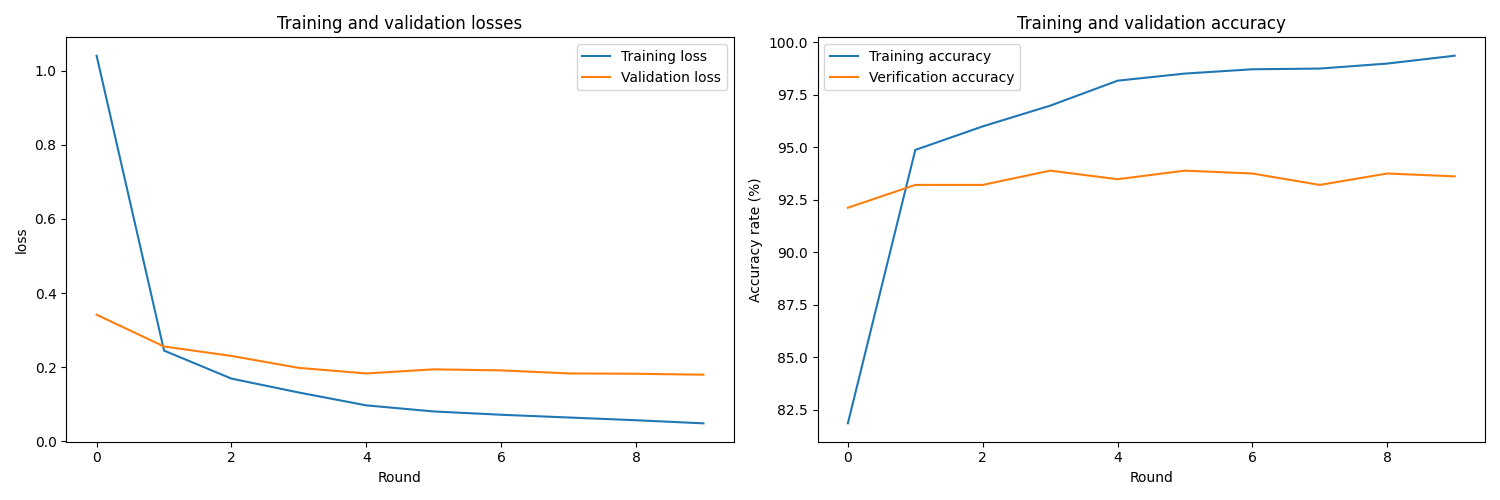 Training and validation losses
Training loss
Validation loss
1.0
0.8
0.6
0.4
0.2
0.0
loss
0 2 4 6 8
Round
Training and validation accuracy
Training accuracy
Verification accuracy
100.0
97.5
95.0
92.5
90.0
87.5
85.0
82.5
Accuracy rate (%)
0 2 4 6 8
Round